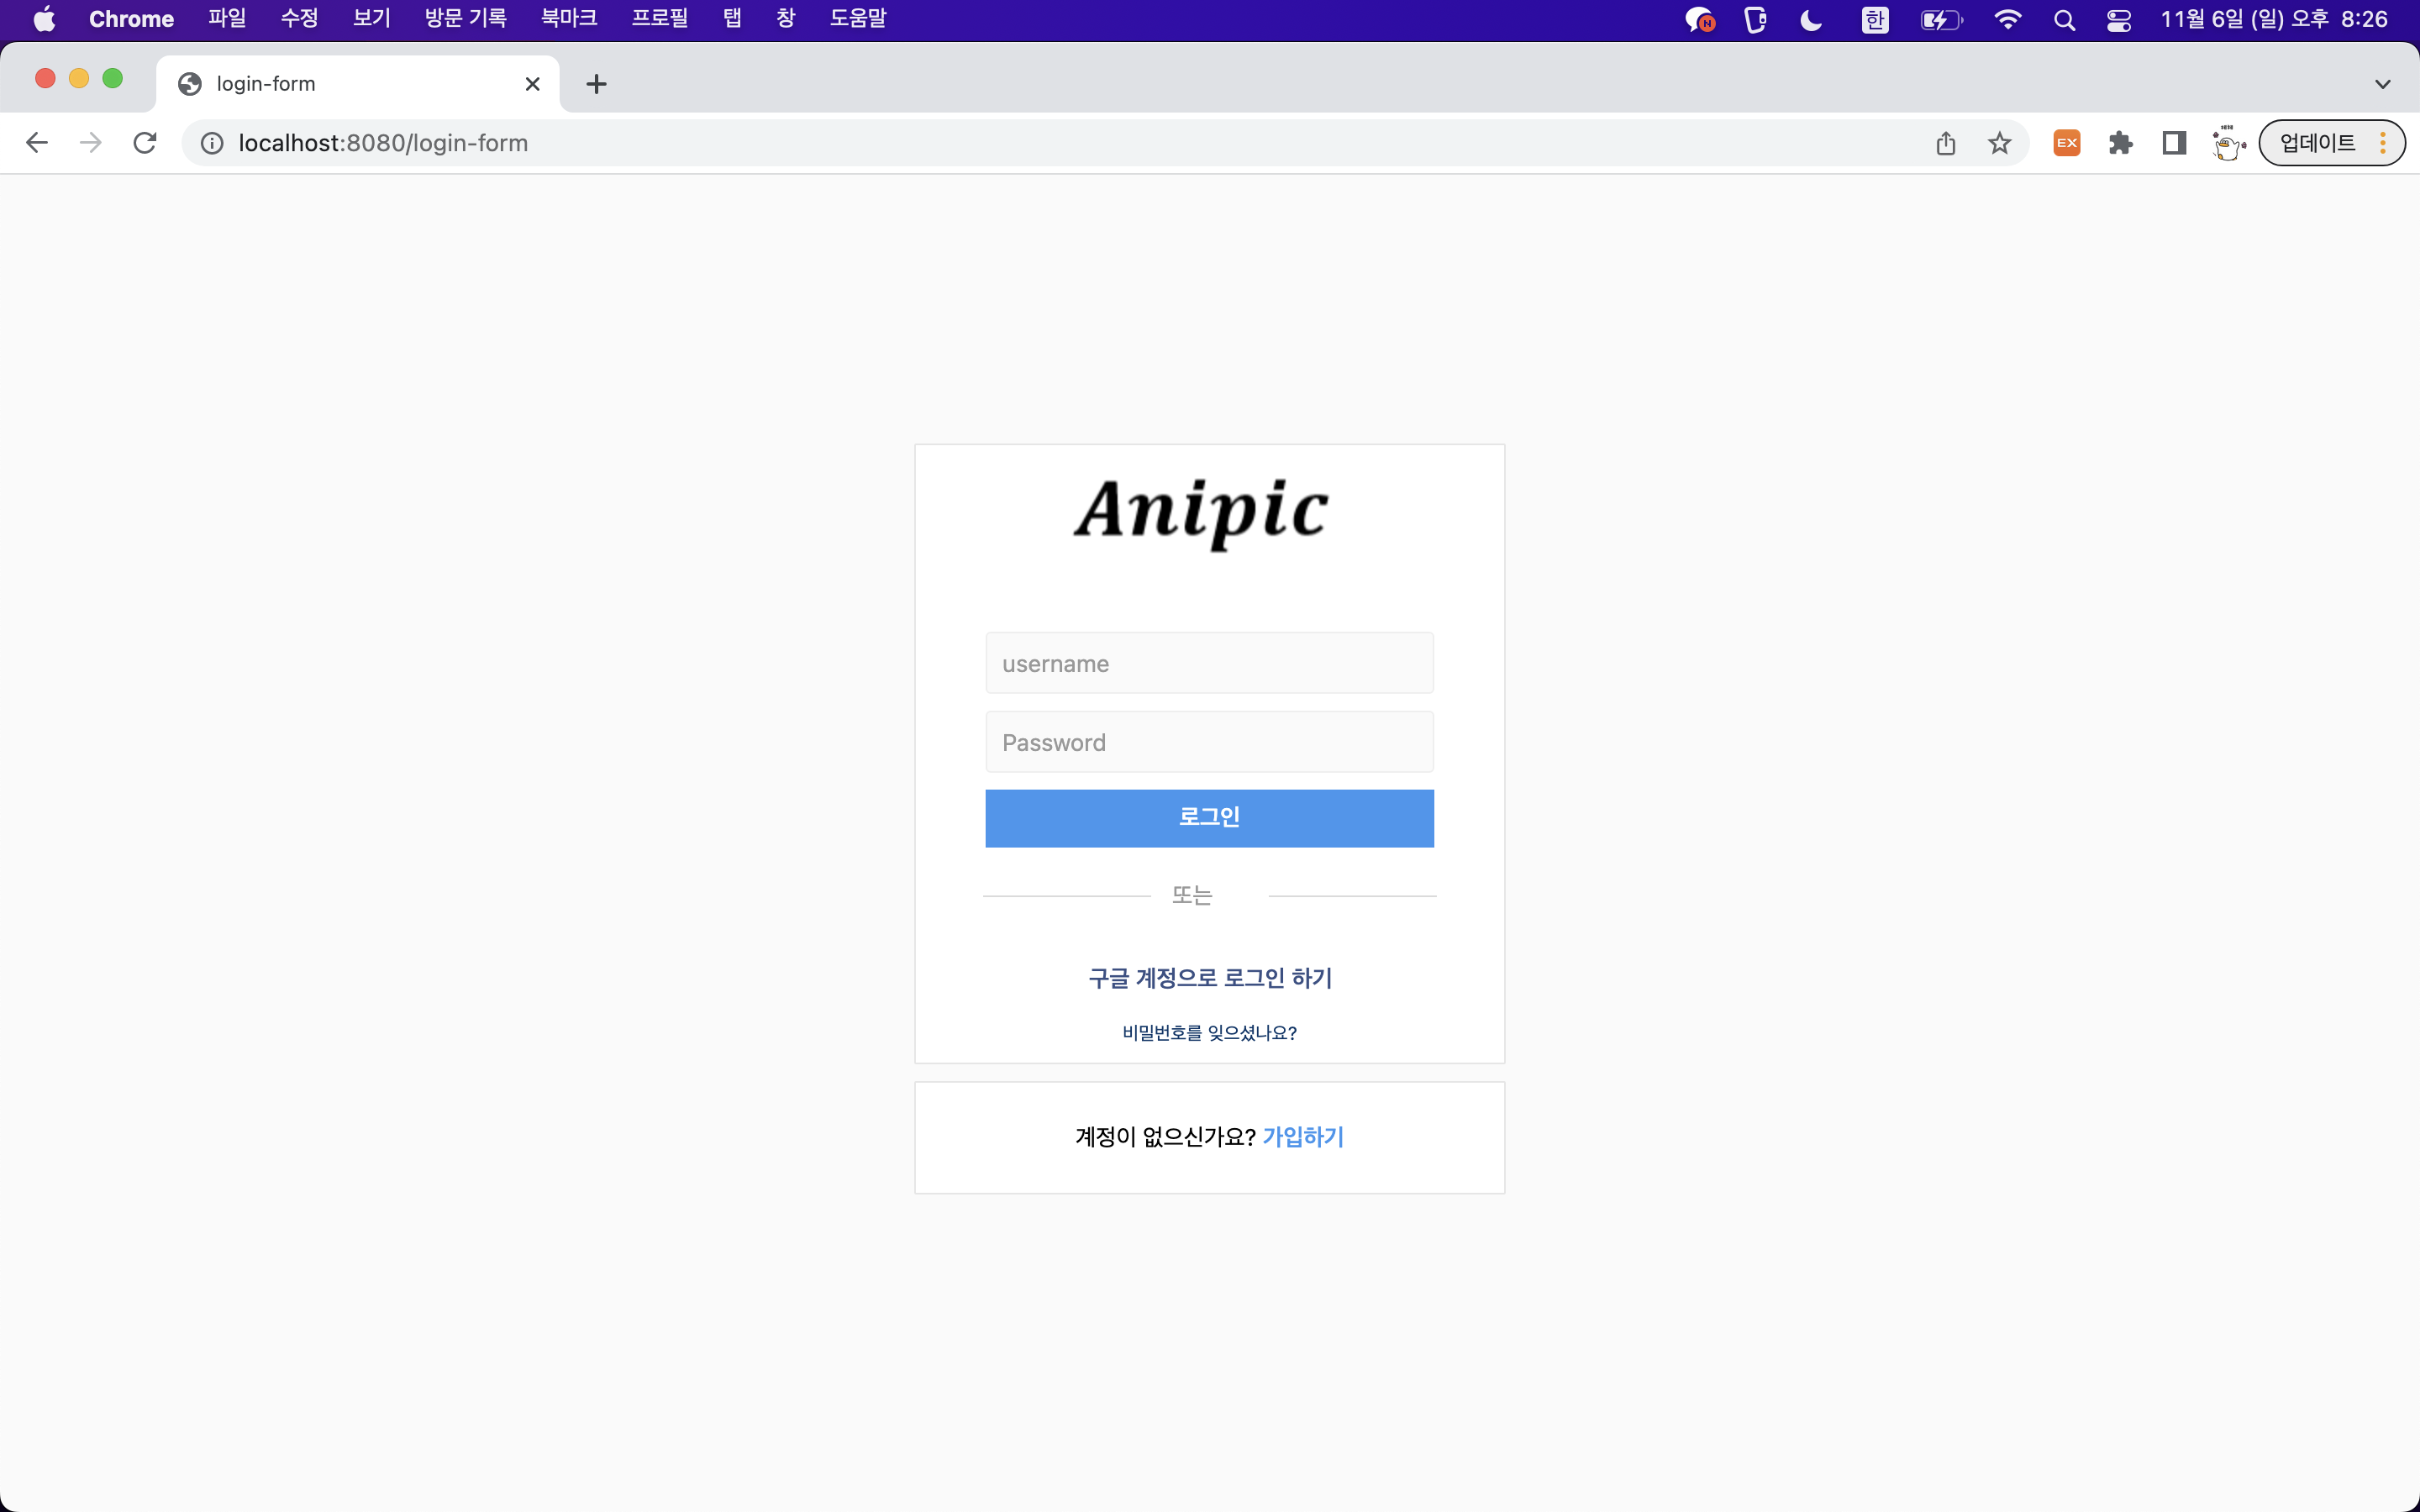 Chrome 파일 수정 보기 방문 기록 북마크 프로필 탭 창 도움말 N 한 11월 6일 (일) 오후 8:26
login-form
localhost:8080/login-form EX 업데이트
Anipic
username
Password
로그인
또는
구글 계정으로 로그인 하기
비밀번호를 잊으셨나요?
계정이 없으신가요? 가입하기